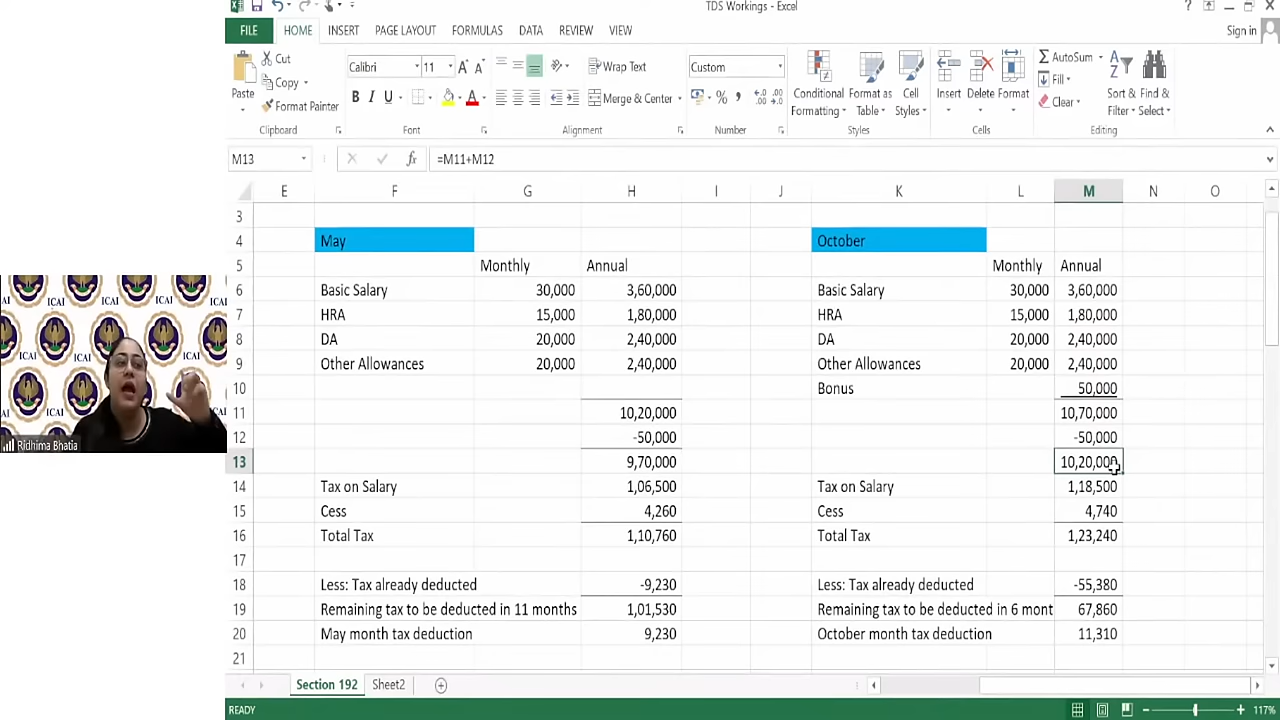 TDS Workings - Excel
?
FILE HOME INSERT PAGE LAYOUT FORMULAS DATA REVIEW VIEW Sign in
Paste Cut Copy Format Painter
Calibri 11 A A
B I U A
Wrap Text
Merge & Center
Custom
% ,
Conditional Formatting Format as Table Cell Styles
Insert Delete Format
AutoSum Fill Clear
Sort & Filter Find & Select
Clipboard Font Alignment Number Styles Cells Editing
M13 fx =M11+M12
E F G H I J K L M N O
3
4 May October
5 Monthly Annual Monthly Annual
6 Basic Salary 30,000 3,60,000 Basic Salary 30,000 3,60,000
7 HRA 15,000 1,80,000 HRA 15,000 1,80,000
8 DA 20,000 2,40,000 DA 20,000 2,40,000
9 Other Allowances 20,000 2,40,000 Other Allowances 20,000 2,40,000
10 Bonus 50,000
11 10,20,000 10,70,000
12 -50,000 -50,000
13 9,70,000 10,20,000
14 Tax on Salary 1,06,500 Tax on Salary 1,18,500
15 Cess 4,260 Cess 4,740
16 Total Tax 1,10,760 Total Tax 1,23,240
17
18 Less: Tax already deducted -9,230 Less: Tax already deducted -55,380
19 Remaining tax to be deducted in 11 months 1,01,530 Remaining tax to be deducted in 6 mont 67,860
20 May month tax deduction 9,230 October month tax deduction 11,310
21
Section 192 Sheet2
READY 117%
ICAI ICAI
ICAI
ICAI
Ridhima Bhatia